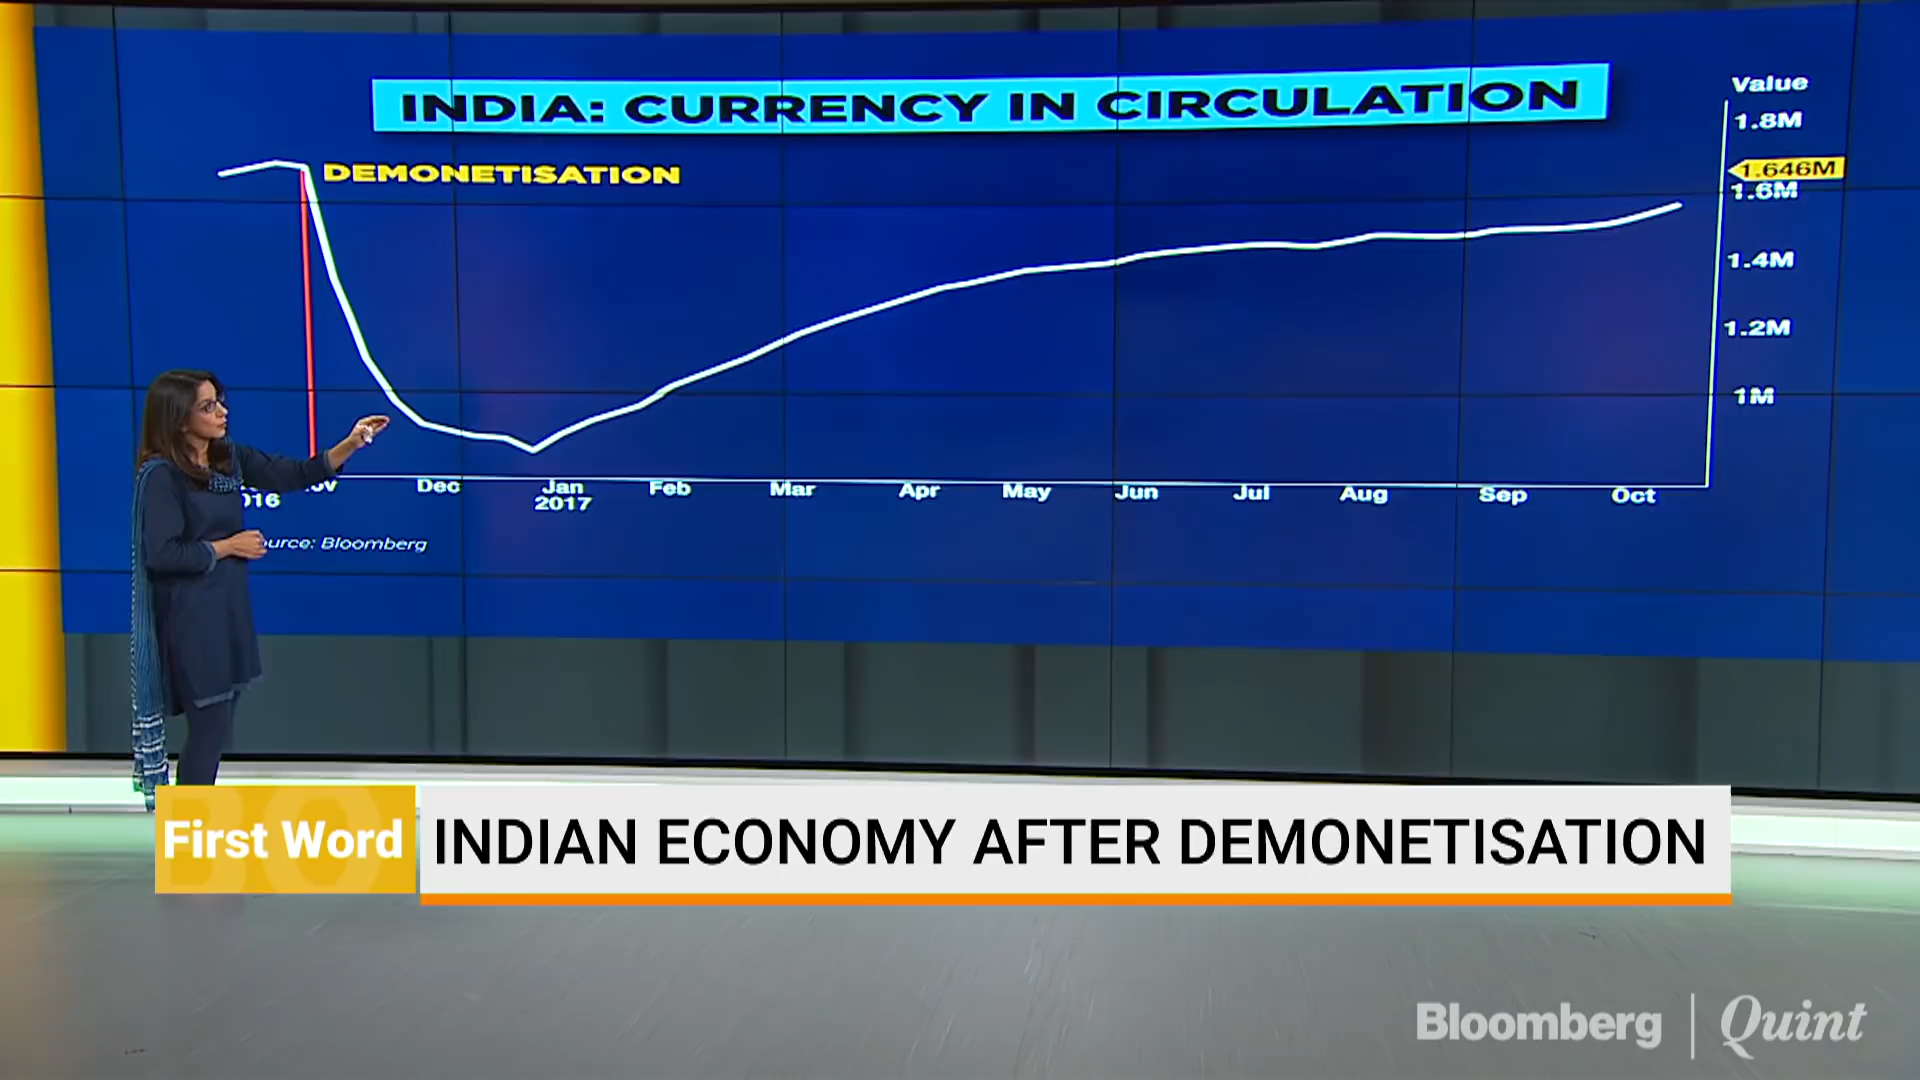 INDIA: CURRENCY IN CIRCULATION
Value
1.8M
DEMONETISATION
1.646M
1.6M
1.4M
1.2M
1M
Dec
Jan
2017
Feb
Mar
Apr
May
Jun
Jul
Aug
Sep
Oct
Bloomberg
First Word
INDIAN ECONOMY AFTER DEMONETISATION
Bloomberg | Quint